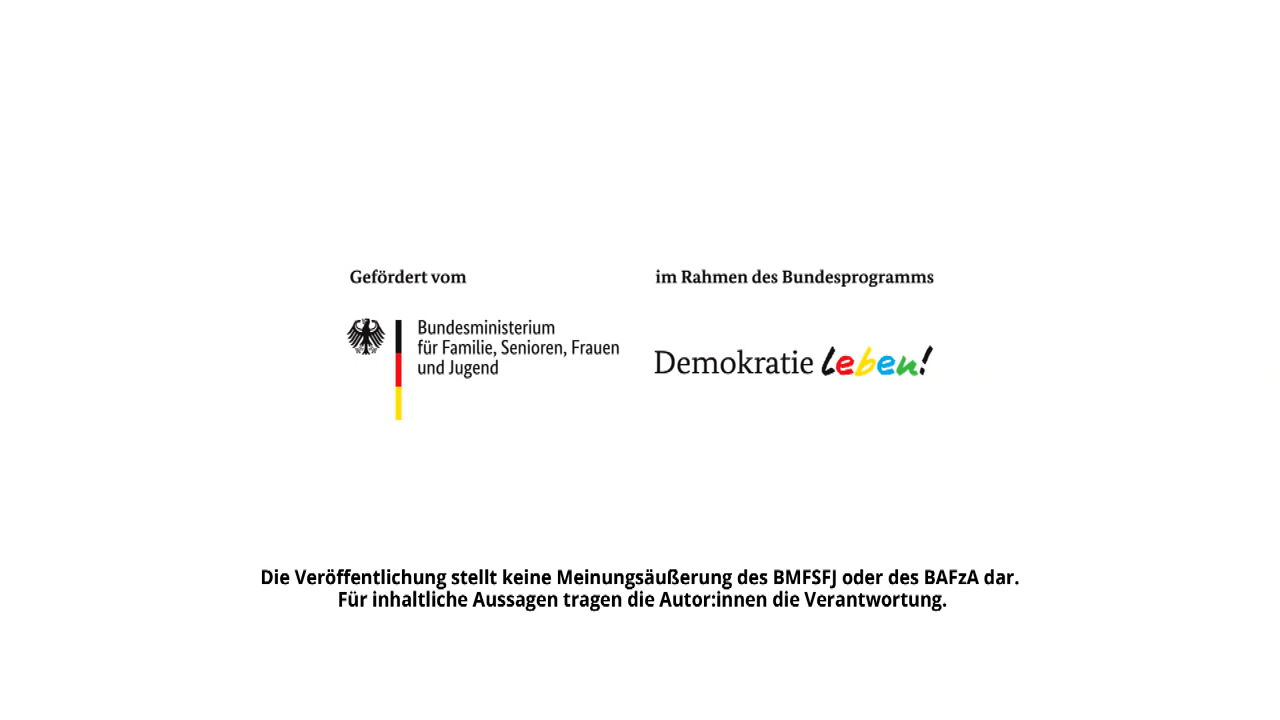 Gefördert vom
im Rahmen des Bundesprogramms
Bundesministerium
für Familie, Senioren, Frauen
und Jugend
Demokratie Leben!
Die Veröffentlichung stellt keine Meinungsäußerung des BMFSFJ oder des BAFzA dar.
Für inhaltliche Aussagen tragen die Autor:innen die Verantwortung.